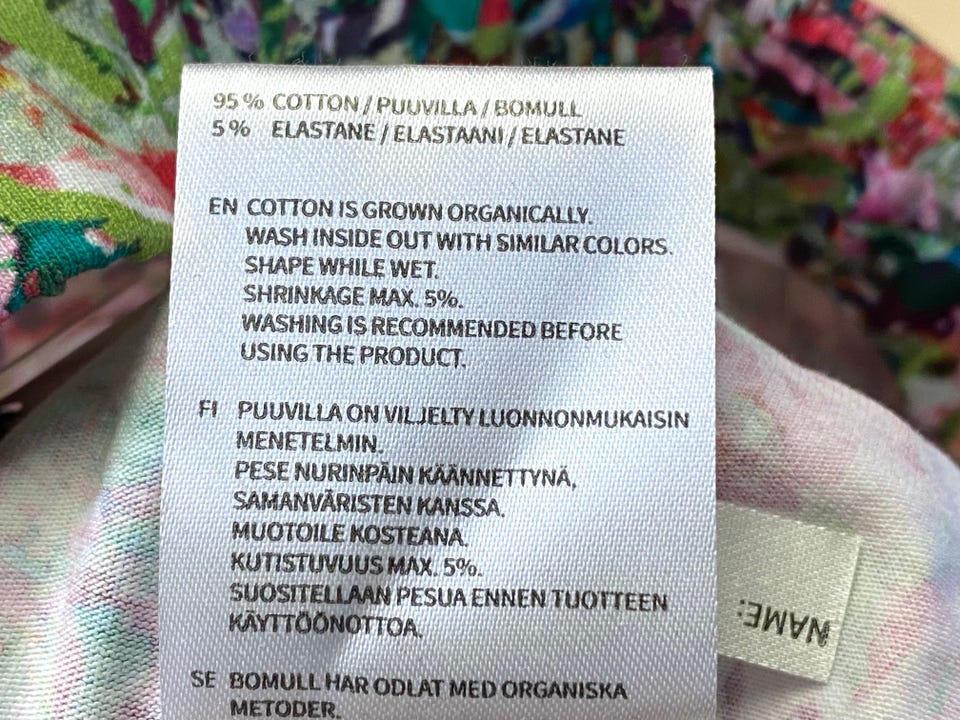 95 % COTTON / PUUVILLA / BOMULL
5 % ELASTANE / ELASTAANI / ELASTANE
EN COTTON IS GROWN ORGANICALLY.
WASH INSIDE OUT WITH SIMILAR COLORS.
SHAPE WHILE WET.
SHRINKAGE MAX. 5%.
WASHING IS RECOMMENDED BEFORE
USING THE PRODUCT.
FI PUUVILLA ON VILJELTY LUONNONMUKAISIN
MENETELMIN.
PESE NURINPÄIN KÄÄNNETTYNÄ,
SAMANVÄRISTEN KANSSA.
MUOTOILE KOSTEANA.
KUTISTUVUUS MAX. 5%.
SUOSITELLAAN PESUA ENNEN TUOTTEEN
KÄYTTÖÖNOTTOA.
SE BOMULL HAR ODLAT MED ORGANISKA
METODER.
NAME: